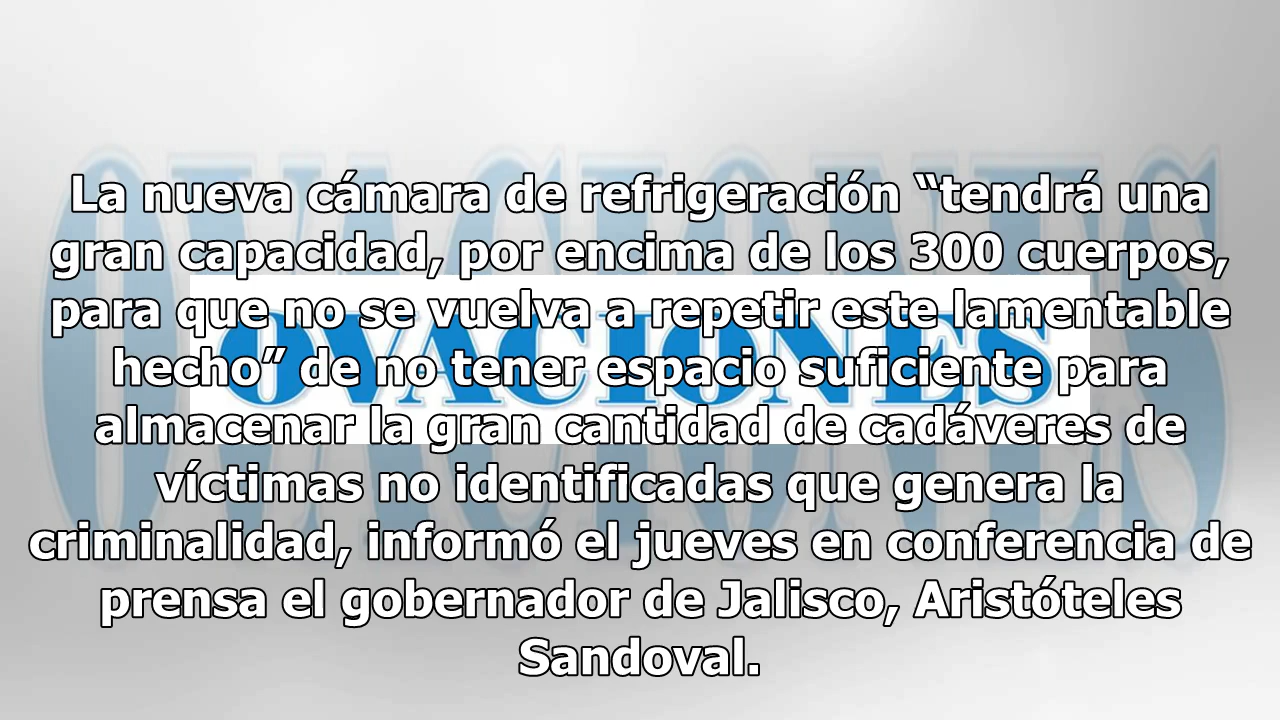 La nueva cámara de refrigeración “tendrá una
gran capacidad, por encima de los 300 cuerpos,
para que no se vuelva a repetir este lamentable
hecho” de no tener espacio suficiente para
almacenar la gran cantidad de cadáveres de
víctimas no identificadas que genera la
criminalidad, informó el jueves en conferencia de
prensa el gobernador de Jalisco, Aristóteles
Sandoval.
OVACIONES
OVACIONES